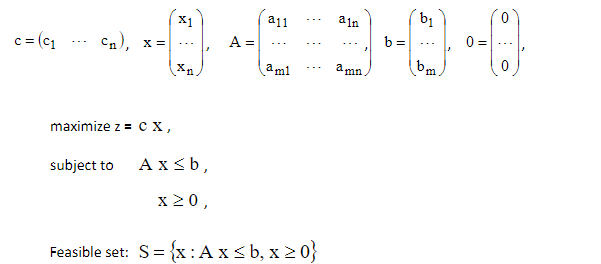 c = (c₁ ⋯ cₙ), x = (x₁ ⋯ xₙ), A = (a₁₁ ⋯ a₁ₙ ⋯ ⋯ ⋯ aₘ₁ ⋯ aₘₙ), b = (b₁ ⋯ bₘ), 0 = (0 ⋯ 0),
maximize z = c x ,
subject to A x ≤ b ,
x ≥ 0 ,
Feasible set: S = {x : A x ≤ b, x ≥ 0}